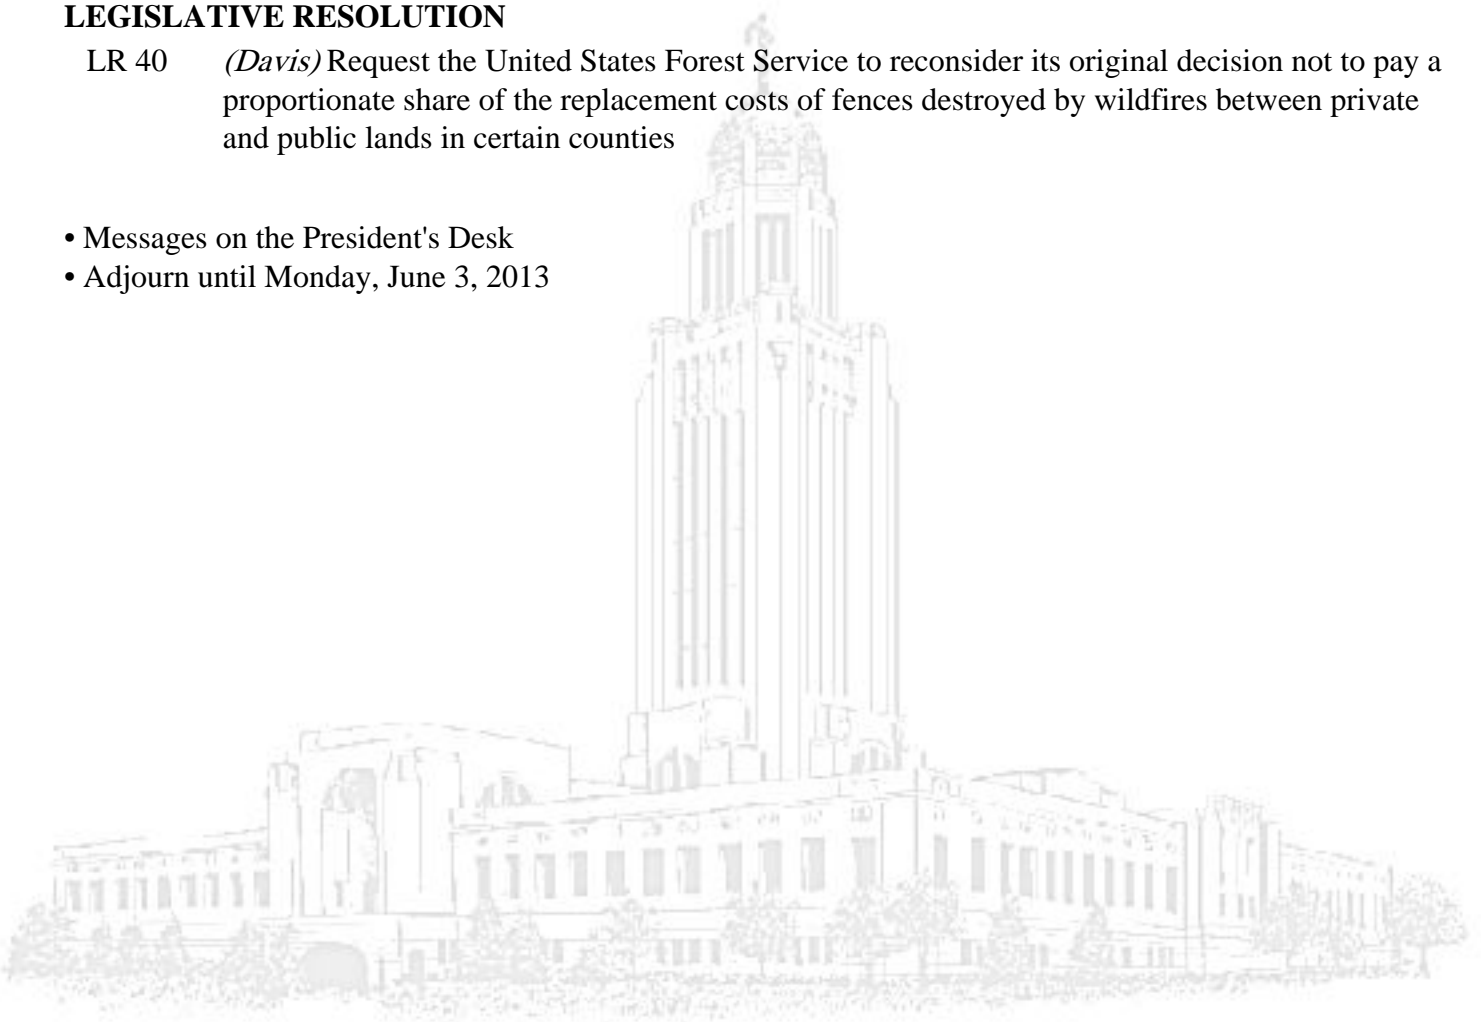 LEGISLATIVE RESOLUTION
LR 40 (Davis) Request the United States Forest Service to reconsider its original decision not to pay a
proportionate share of the replacement costs of fences destroyed by wildfires between private
and public lands in certain counties
• Messages on the President's Desk
• Adjourn until Monday, June 3, 2013